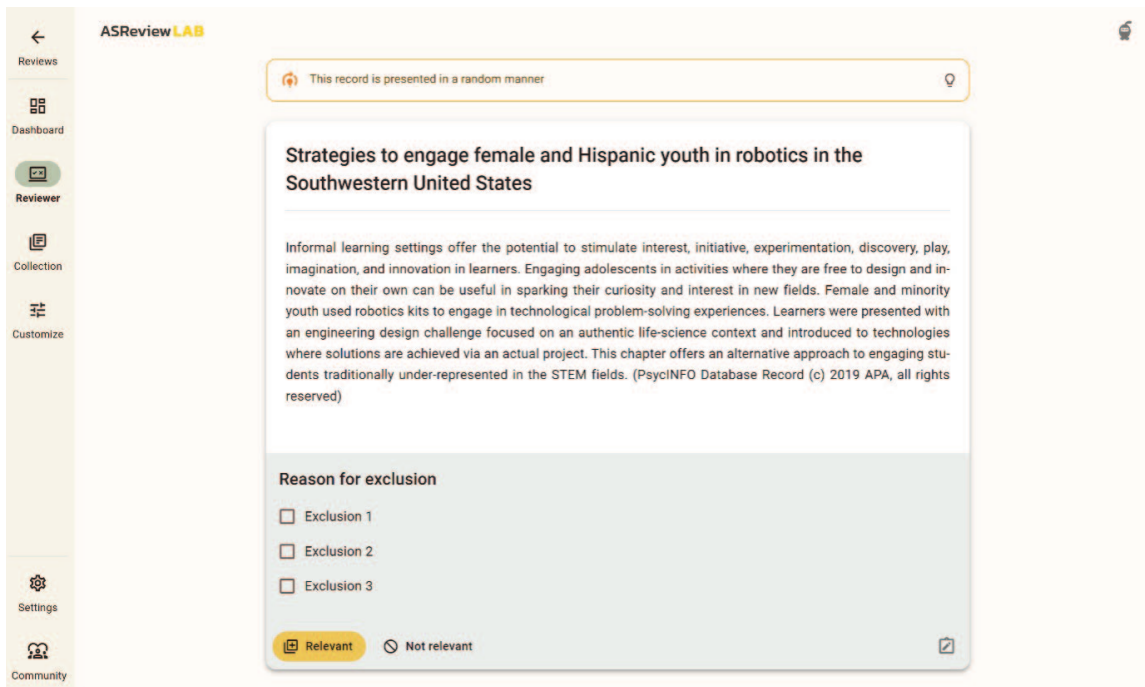 Reviews
Dashboard
Reviewer
Collection
Customize
Settings
Community
ASReview LAB
This record is presented in a random manner
Strategies to engage female and Hispanic youth in robotics in the
Southwestern United States
Informal learning settings offer the potential to stimulate interest, initiative, experimentation, discovery, play,
imagination, and innovation in learners. Engaging adolescents in activities where they are free to design and in-
novate on their own can be useful in sparking their curiosity and interest in new fields. Female and minority
youth used robotics kits to engage in technological problem-solving experiences. Learners were presented with
an engineering design challenge focused on an authentic life-science context and introduced to technologies
where solutions are achieved via an actual project. This chapter offers an alternative approach to engaging stu-
dents traditionally under-represented in the STEM fields. (PsycINFO Database Record (c) 2019 APA, all rights
reserved)
Reason for exclusion
Exclusion 1
Exclusion 2
Exclusion 3
Relevant
Not relevant